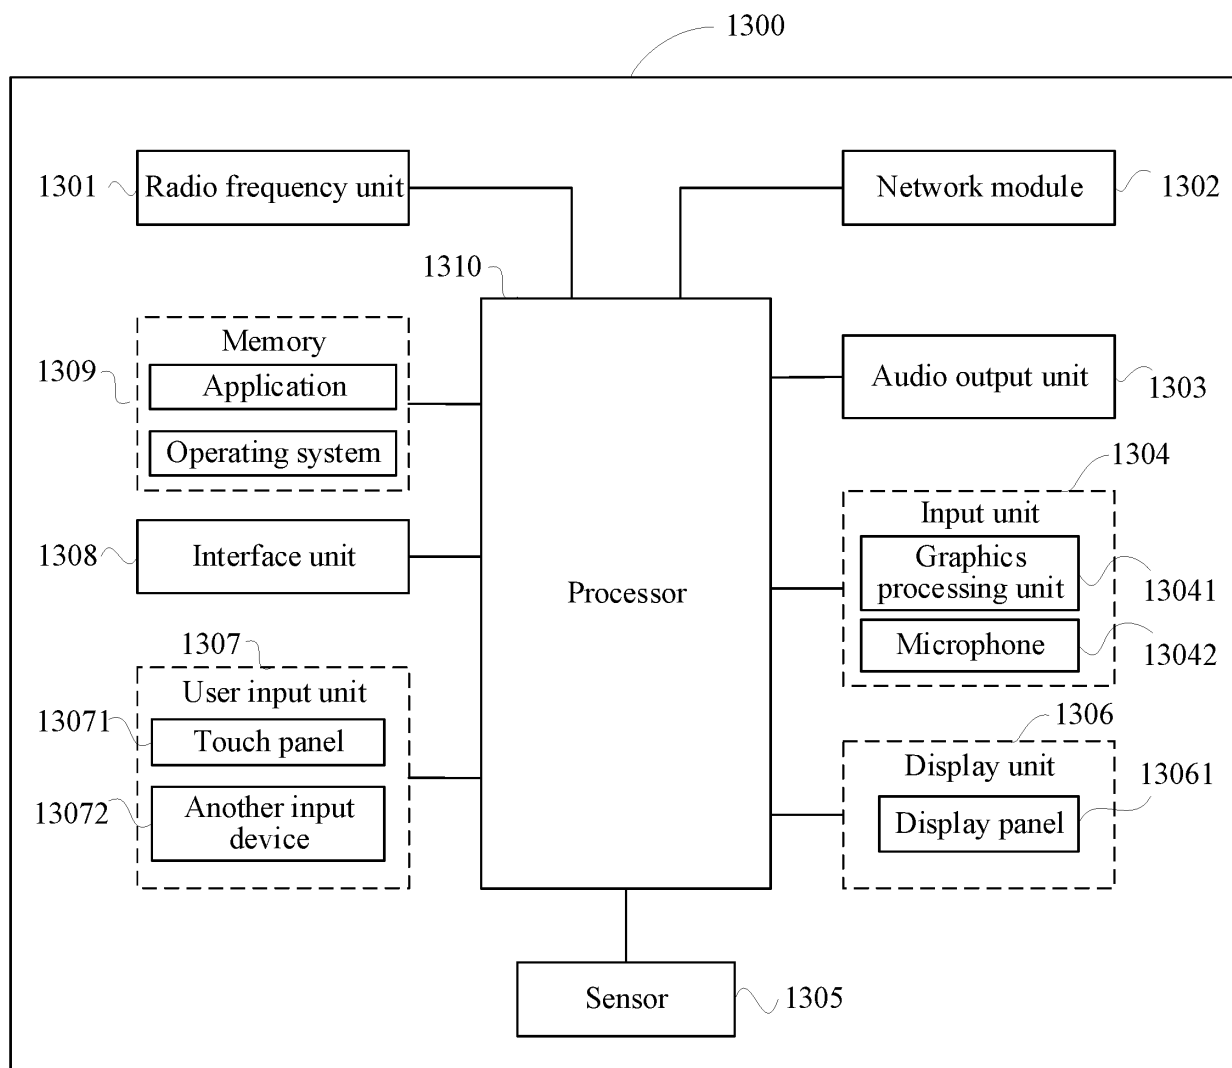 1300
1301
Radio frequency unit
Network module
1302
1310
Memory
Application
Operating system
1309
Audio output unit
1303
1304
Input unit
Graphics
processing unit
13041
Microphone
13042
1308
Interface unit
Processor
1307
User input unit
13071
Touch panel
13072
Another input
device
1306
Display unit
13061
Display panel
Sensor
1305